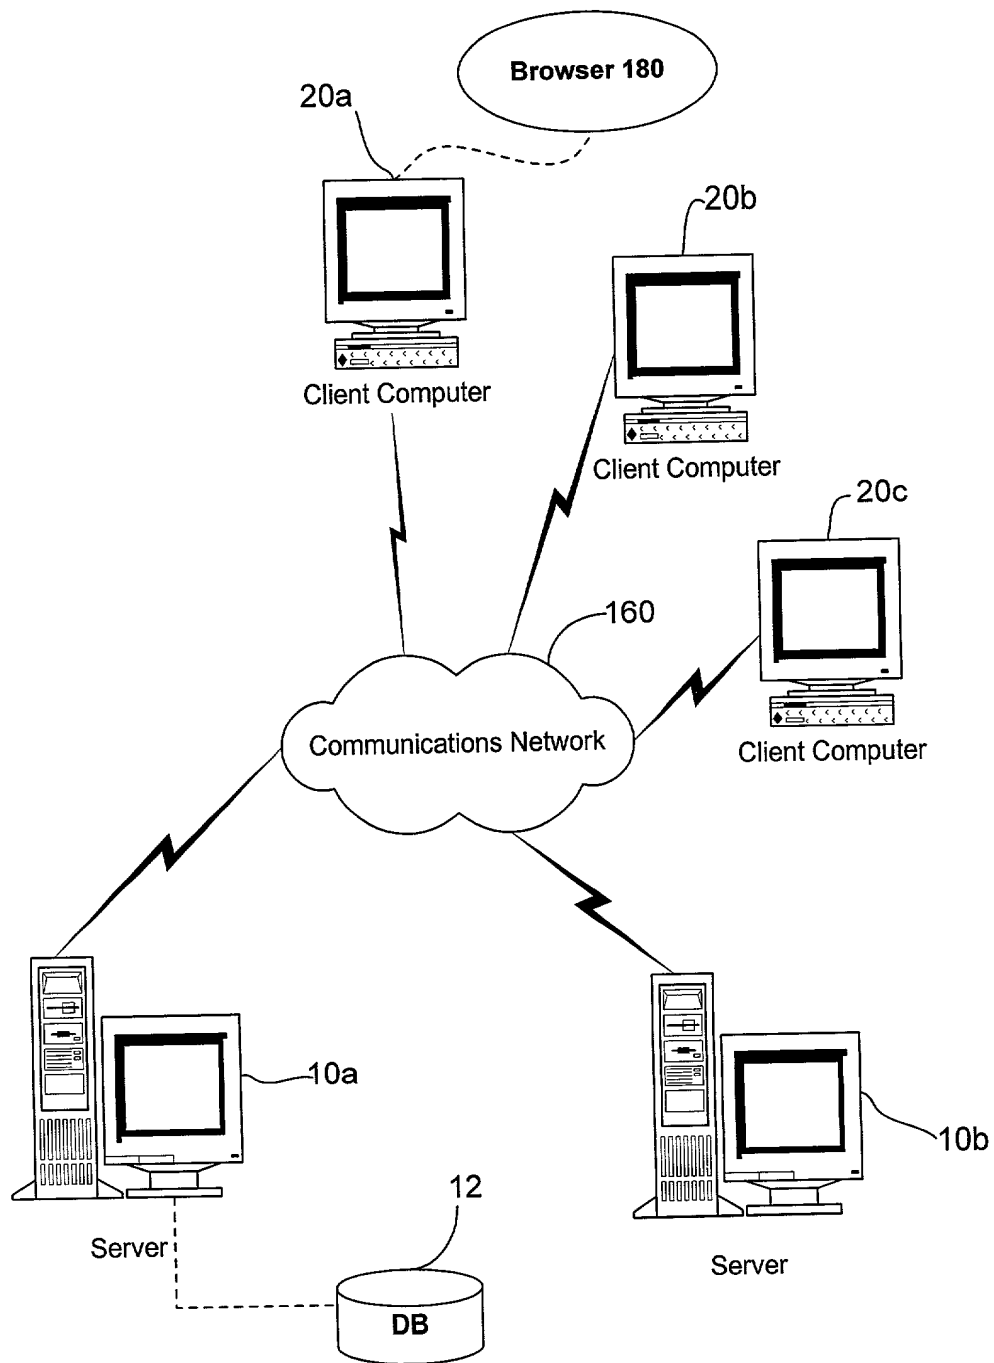 Browser 180
20a
20b
Client Computer
Client Computer
20c
160
Communications Network
Client Computer
10a
10b
12
Server
Server
DB